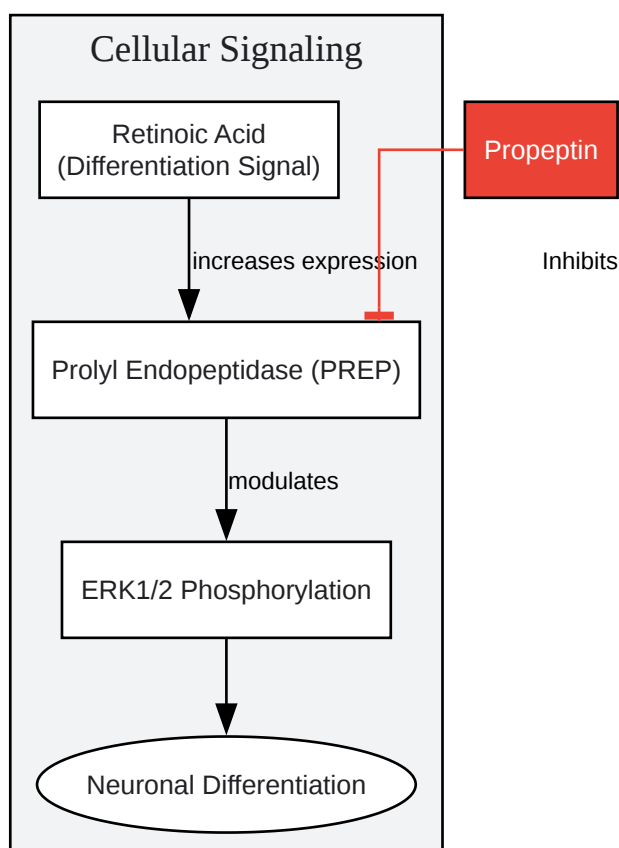 Cellular Signaling
Retinoic Acid
(Differentiation Signal)
Propeptin
increases expression
Inhibits
Prolyl Endopeptidase (PREP)
modulates
ERK1/2 Phosphorylation
Neuronal Differentiation